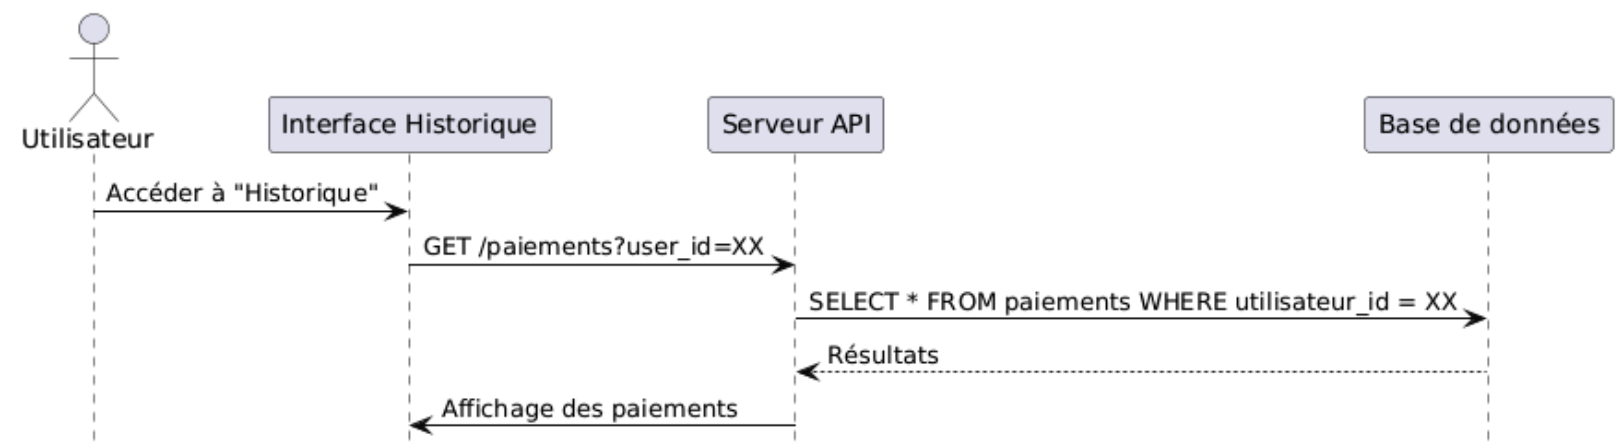 Utilisateur
Interface Historique
Serveur API
Base de données
Accéder à "Historique"
GET /paiements?user_id=XX
SELECT * FROM paiements WHERE utilisateur_id = XX
Résultats
Affichage des paiements